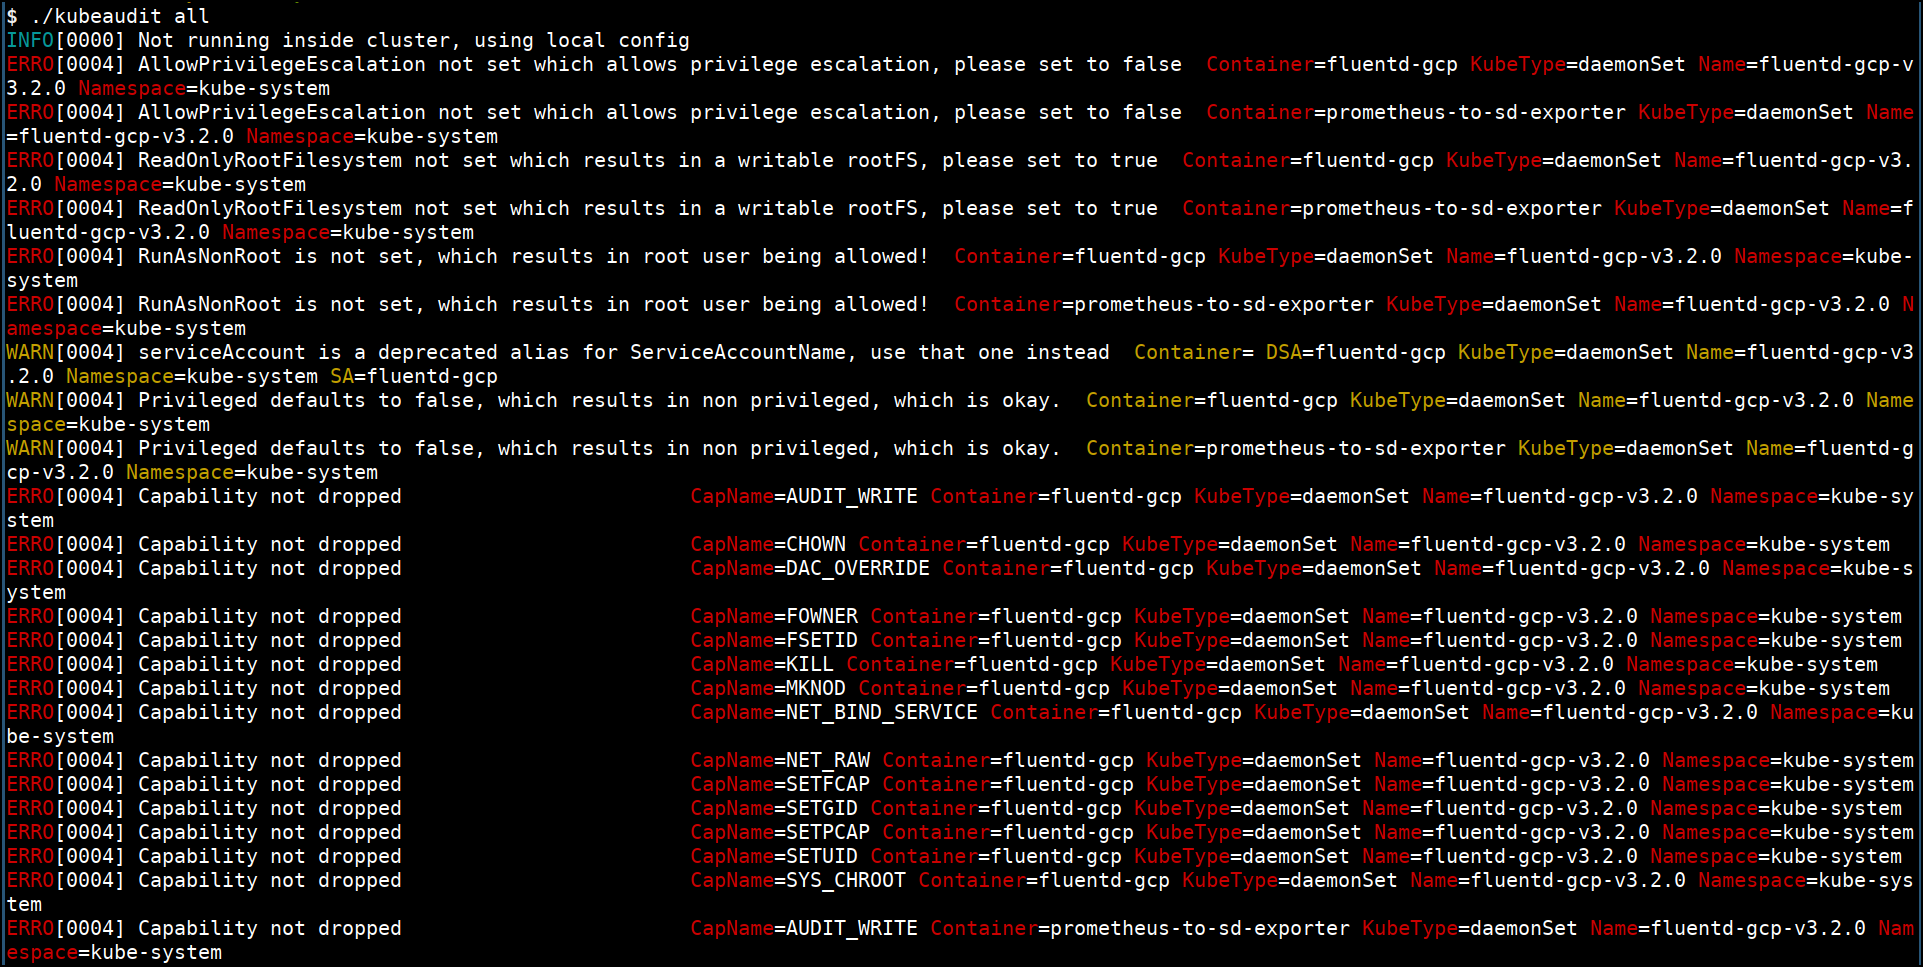 $ ./kubeaudit all
INFO[0000] Not running inside cluster, using local config
ERRO[0004] AllowPrivilegeEscalation not set which allows privilege escalation, please set to false  Container=fluentd-gcp KubeType=daemonSet Name=fluentd-gcp-v
3.2.0 Namespace=kube-system
ERRO[0004] AllowPrivilegeEscalation not set which allows privilege escalation, please set to false  Container=prometheus-to-sd-exporter KubeType=daemonSet Name
=fluentd-gcp-v3.2.0 Namespace=kube-system
ERRO[0004] ReadOnlyRootFilesystem not set which results in a writable rootFS, please set to true  Container=fluentd-gcp KubeType=daemonSet Name=fluentd-gcp-v3.
2.0 Namespace=kube-system
ERRO[0004] ReadOnlyRootFilesystem not set which results in a writable rootFS, please set to true  Container=prometheus-to-sd-exporter KubeType=daemonSet Name=f
luentd-gcp-v3.2.0 Namespace=kube-system
ERRO[0004] RunAsNonRoot is not set, which results in root user being allowed!  Container=fluentd-gcp KubeType=daemonSet Name=fluentd-gcp-v3.2.0 Namespace=kube-
system
ERRO[0004] RunAsNonRoot is not set, which results in root user being allowed!  Container=prometheus-to-sd-exporter KubeType=daemonSet Name=fluentd-gcp-v3.2.0 N
amespace=kube-system
WARN[0004] serviceAccount is a deprecated alias for ServiceAccountName, use that one instead  Container= DSA=fluentd-gcp KubeType=daemonSet Name=fluentd-gcp-v3
.2.0 Namespace=kube-system SA=fluentd-gcp
WARN[0004] Privileged defaults to false, which results in non privileged, which is okay.  Container=fluentd-gcp KubeType=daemonSet Name=fluentd-gcp-v3.2.0 Name
space=kube-system
WARN[0004] Privileged defaults to false, which results in non privileged, which is okay.  Container=prometheus-to-sd-exporter KubeType=daemonSet Name=fluentd-g
cp-v3.2.0 Namespace=kube-system
ERRO[0004] Capability not dropped                        CapName=AUDIT_WRITE Container=fluentd-gcp KubeType=daemonSet Name=fluentd-gcp-v3.2.0 Namespace=kube-sy
stem
ERRO[0004] Capability not dropped                        CapName=CHOWN Container=fluentd-gcp KubeType=daemonSet Name=fluentd-gcp-v3.2.0 Namespace=kube-system
ERRO[0004] Capability not dropped                        CapName=DAC_OVERRIDE Container=fluentd-gcp KubeType=daemonSet Name=fluentd-gcp-v3.2.0 Namespace=kube-s
ystem
ERRO[0004] Capability not dropped                        CapName=FOWNER Container=fluentd-gcp KubeType=daemonSet Name=fluentd-gcp-v3.2.0 Namespace=kube-system
ERRO[0004] Capability not dropped                        CapName=FSETID Container=fluentd-gcp KubeType=daemonSet Name=fluentd-gcp-v3.2.0 Namespace=kube-system
ERRO[0004] Capability not dropped                        CapName=KILL Container=fluentd-gcp KubeType=daemonSet Name=fluentd-gcp-v3.2.0 Namespace=kube-system
ERRO[0004] Capability not dropped                        CapName=MKNOD Container=fluentd-gcp KubeType=daemonSet Name=fluentd-gcp-v3.2.0 Namespace=kube-system
ERRO[0004] Capability not dropped                        CapName=NET_BIND_SERVICE Container=fluentd-gcp KubeType=daemonSet Name=fluentd-gcp-v3.2.0 Namespace=ku
be-system
ERRO[0004] Capability not dropped                        CapName=NET_RAW Container=fluentd-gcp KubeType=daemonSet Name=fluentd-gcp-v3.2.0 Namespace=kube-system
ERRO[0004] Capability not dropped                        CapName=SETFCAP Container=fluentd-gcp KubeType=daemonSet Name=fluentd-gcp-v3.2.0 Namespace=kube-system
ERRO[0004] Capability not dropped                        CapName=SETGID Container=fluentd-gcp KubeType=daemonSet Name=fluentd-gcp-v3.2.0 Namespace=kube-system
ERRO[0004] Capability not dropped                        CapName=SETPCAP Container=fluentd-gcp KubeType=daemonSet Name=fluentd-gcp-v3.2.0 Namespace=kube-system
ERRO[0004] Capability not dropped                        CapName=SETUID Container=fluentd-gcp KubeType=daemonSet Name=fluentd-gcp-v3.2.0 Namespace=kube-system
ERRO[0004] Capability not dropped                        CapName=SYS_CHROOT Container=fluentd-gcp KubeType=daemonSet Name=fluentd-gcp-v3.2.0 Namespace=kube-sys
tem
ERRO[0004] Capability not dropped                        CapName=AUDIT_WRITE Container=prometheus-to-sd-exporter KubeType=daemonSet Name=fluentd-gcp-v3.2.0 Nam
espace=kube-system